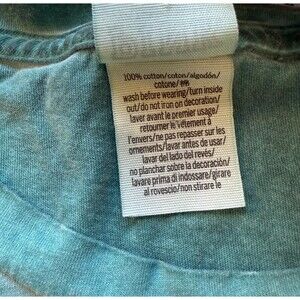 100% cotton/coton/algodón/
cotone/棉
wash before wearing/turn inside
out/do not iron on decoration/
laver avant le premier usage/
retourner le vêtement à
l'envers/ne pas repasser sur les
ornements/lavar antes de usar/
lavar del lado del revés/
no planchar sobre la decoración/
lavare prima di indossare/girare
al rovescio/non stirare le